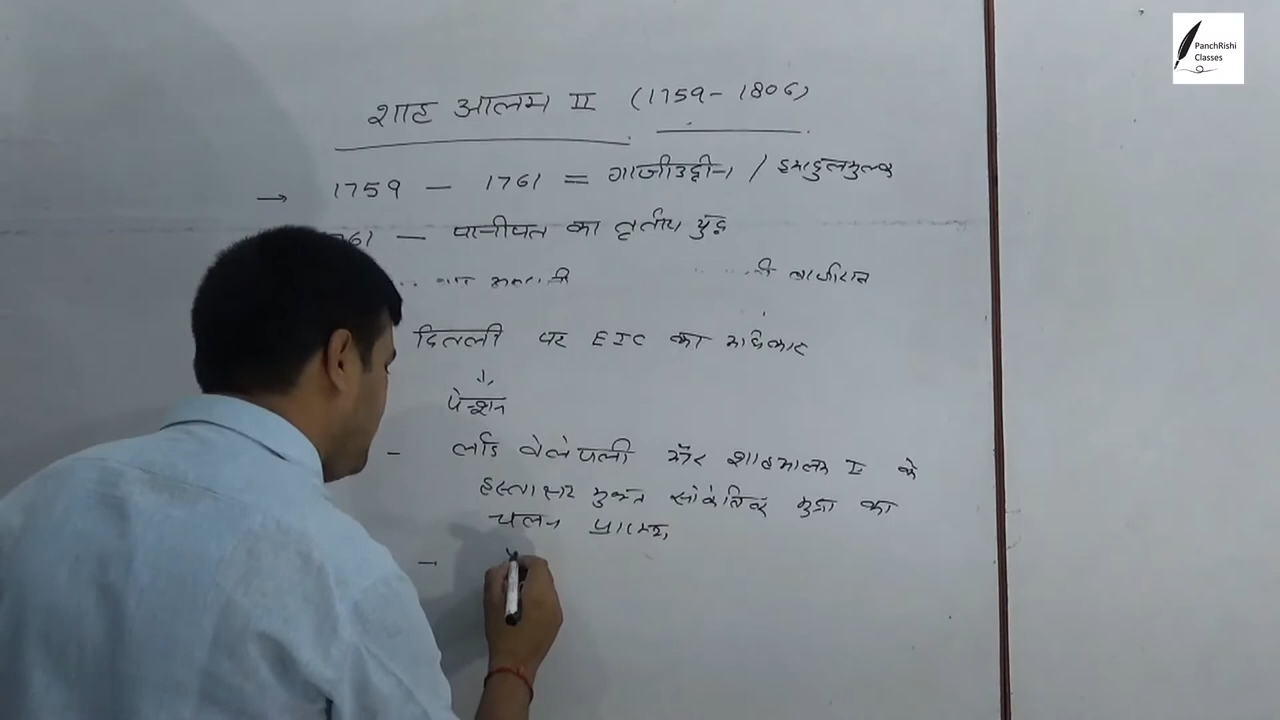 PanchRishi
Classes
शाह आलम II (1759 - 1806)
→ 1759 - 1761 = गाजीउद्दीन / इमादुलमुल्क
61 - पानीपत का तृतीय युद्ध
दिल्ली पर EIC का अधिकार
↓
पेन्शन
- लॉर्ड वेलेजली और शाहआलम II के
हस्ताक्षर युक्त सांकेतिक मुद्रा का
चलन प्रारम्भ
-